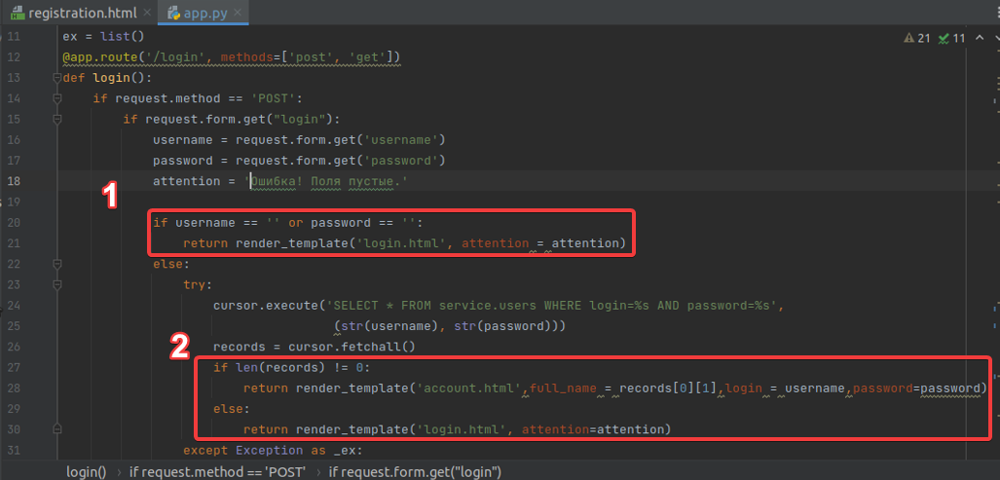 registration.html × app.py ×
11 ex = list() 21 11
12 @app.route('/login', methods=['post', 'get'])
13 def login():
14 if request.method == 'POST':
15 if request.form.get("login"):
16 username = request.form.get('username')
17 password = request.form.get('password')
18 attention = 'Ошибка! Поля пустые.'
1
19
20 if username == '' or password == '':
21 return render_template('login.html', attention = attention)
22 else:
23 try:
24 cursor.execute('SELECT * FROM service.users WHERE login=%s AND password=%s',
25 (str(username), str(password)))
26 records = cursor.fetchall()
2
27 if len(records) != 0:
28 return render_template('account.html',full_name = records[0][1],login = username,password=password)
29 else:
30 return render_template('login.html', attention=attention)
31 except Exception as _ex:
login() › if request.method == 'POST' › if request.form.get("login")